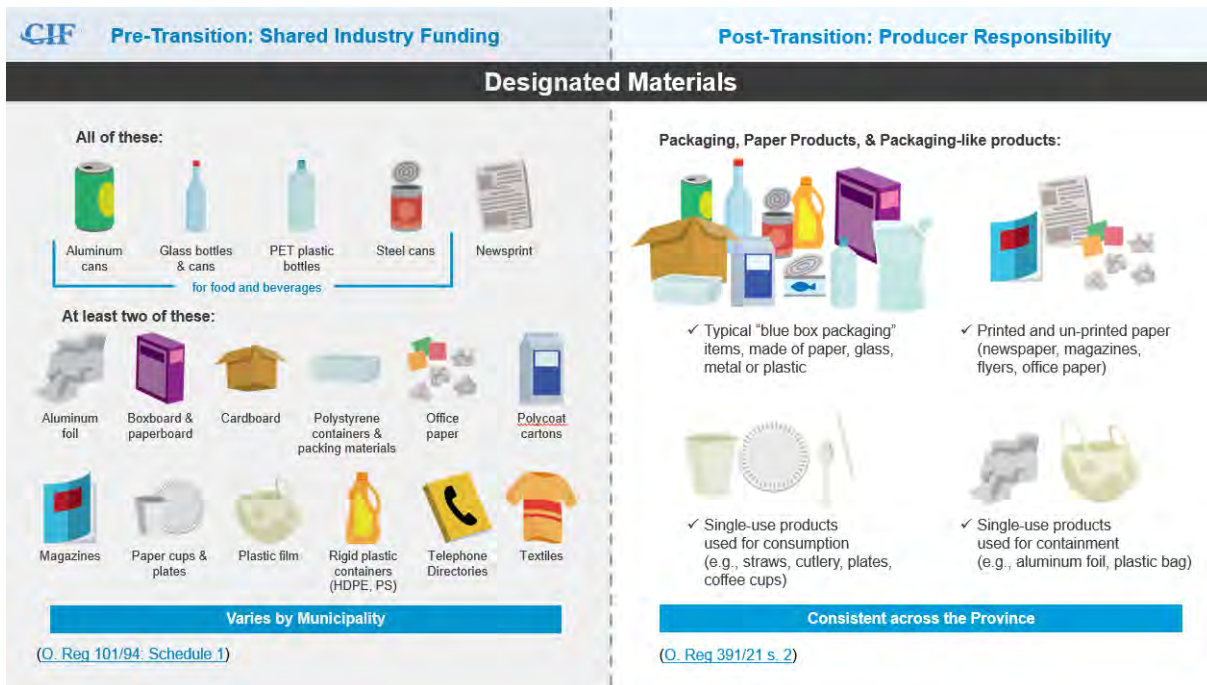 CIF Pre-Transition: Shared Industry Funding
Post-Transition: Producer Responsibility
Designated Materials
All of these:
Aluminum
cans
Glass bottles
& cans
PET plastic
bottles
Steel cans
Newsprint
for food and beverages
At least two of these:
Aluminum
foil
Boxboard &
paperboard
Cardboard
Polystyrene
containers &
packing materials
Office
paper
Polycoat
cartons
Magazines
Paper cups &
plates
Plastic film
Rigid plastic
containers
(HDPE, PS)
Telephone
Directories
Textiles
Varies by Municipality
(O. Reg 101/94: Schedule 1)
Packaging, Paper Products, & Packaging-like products:
✓ Typical “blue box packaging”
items, made of paper, glass,
metal or plastic
✓ Printed and un-printed paper
(newspaper, magazines,
flyers, office paper)
✓ Single-use products
used for consumption
(e.g., straws, cutlery, plates,
coffee cups)
✓ Single-use products
used for containment
(e.g., aluminum foil, plastic bag)
Consistent across the Province
(O. Reg 391/21 s. 2)